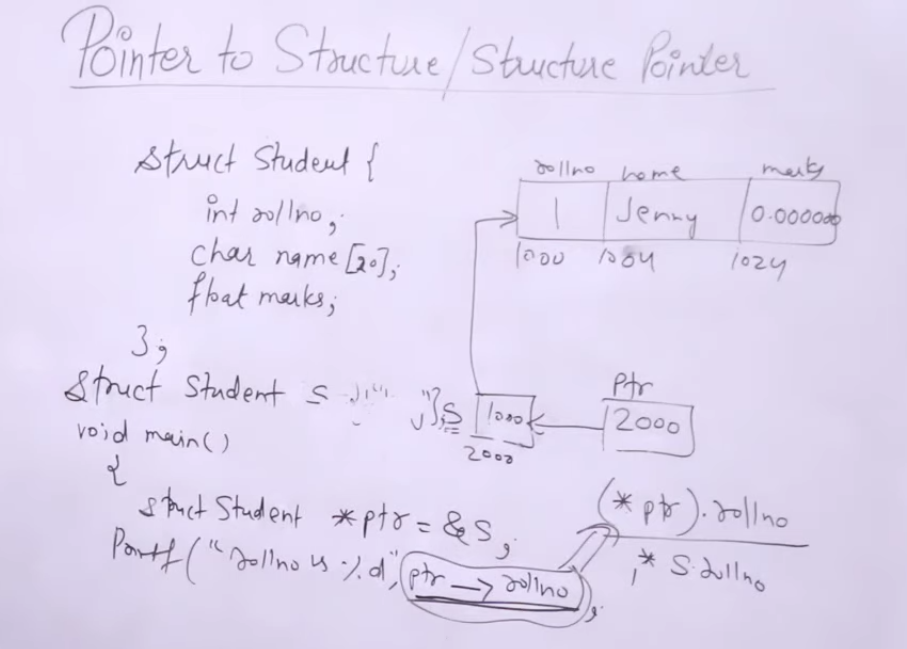 Pointer to Structure/Structure Pointer
struct Student {
int rollno;
char name [20];
float marks;
};
rollno name marks
1 Jenny 0.000000
1000 1004 1024
struct Student S
"};
S 1000
2000
ptr
2000
void main()
{
struct Student *ptr = &S;
Printf("rollno is %d", ptr → rollno ;
(*ptr).rollno
* S.rollno